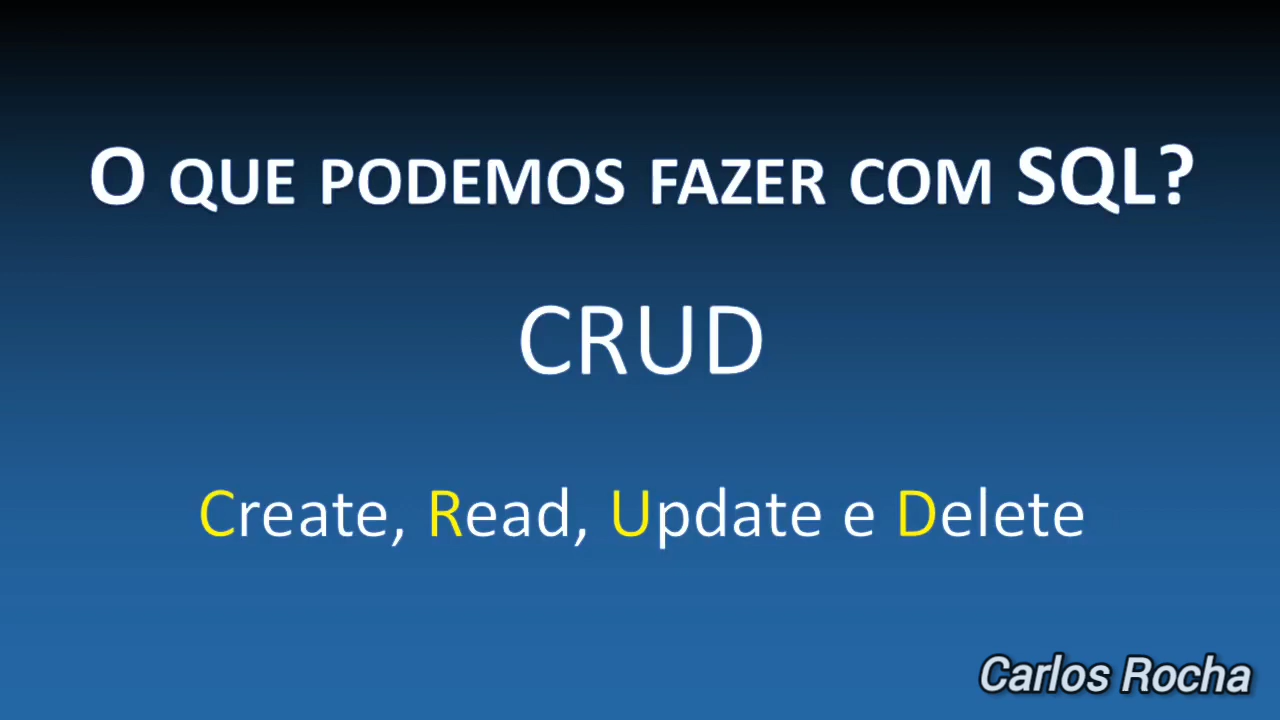 O QUE PODEMOS FAZER COM SQL?
CRUD
Create, Read, Update e Delete
Carlos Rocha